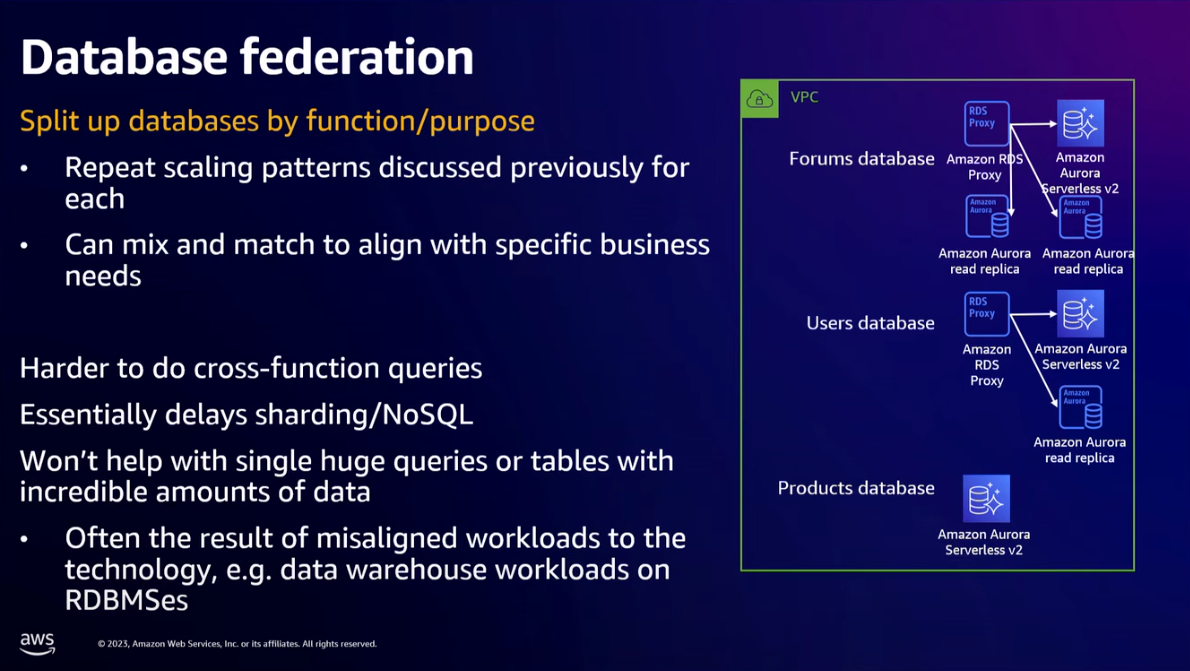 Database federation
Split up databases by function/purpose
• Repeat scaling patterns discussed previously for
each
• Can mix and match to align with specific business
needs
Harder to do cross-function queries
Essentially delays sharding/NoSQL
Won’t help with single huge queries or tables with
incredible amounts of data
• Often the result of misaligned workloads to the
technology, e.g. data warehouse workloads on
RDBMSes
VPC
Forums database
RDS
Proxy
Amazon RDS
Proxy
Amazon
Aurora
Serverless v2
Amazon
Aurora
Amazon Aurora
read replica
Amazon
Aurora
Amazon Aurora
read replica
Users database
RDS
Proxy
Amazon
RDS
Proxy
Amazon Aurora
Serverless v2
Amazon
Aurora
Amazon Aurora
read replica
Products database
Amazon Aurora
Serverless v2
aws
© 2023, Amazon Web Services, Inc. or its affiliates. All rights reserved.